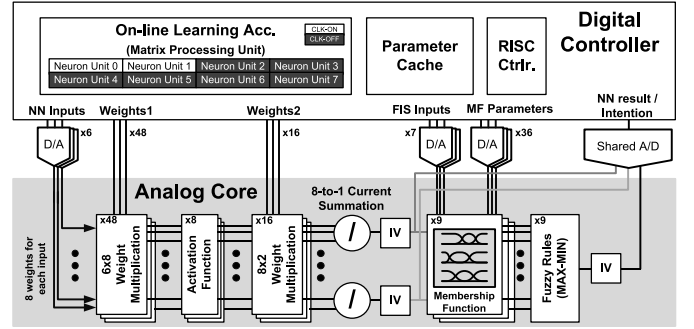 On-line Learning Acc.
(Matrix Processing Unit)
CLK-ON
CLK-OFF
Neuron Unit 0 Neuron Unit 1 Neuron Unit 2 Neuron Unit 3
Neuron Unit 4 Neuron Unit 5 Neuron Unit 6 Neuron Unit 7
Parameter
Cache
RISC
Ctrlr.
Digital
Controller
NN Inputs Weights1 Weights2 FIS Inputs MF Parameters NN result /
Intention
x6 x48 x16 x7 x36
D/A D/A D/A Shared A/D
Analog Core
8-to-1 Current
Summation
8 weights for
each input
x48
6x8
Weight
Multiplication
x8
Activation
Function
x16
8x2
Weight
Multiplication
/ IV
/ IV
x9
Membership
Function
x9
Fuzzy Rules
(MAX-MIN)
IV